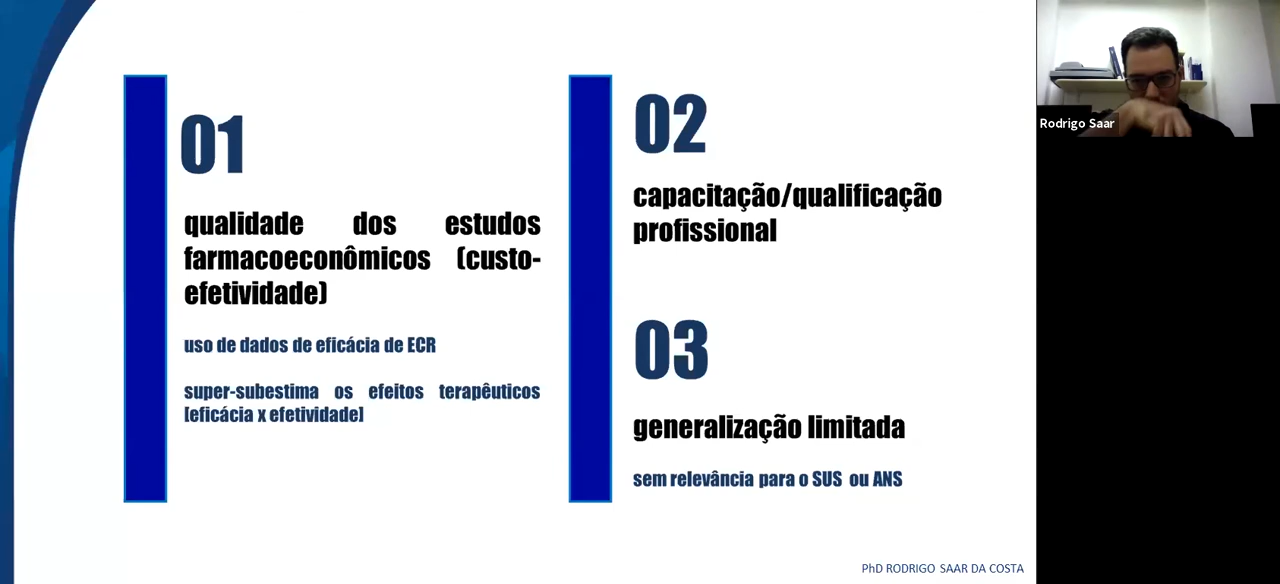 01
qualidade dos estudos
farmacoeconômicos (custo-
efetividade)
uso de dados de eficácia de ECR
super-subestima os efeitos terapêuticos
[eficácia x efetividade]
02
capacitação/qualificação
profissional
03
generalização limitada
sem relevância para o SUS ou ANS
PhD RODRIGO SAAR DA COSTA
Rodrigo Saar